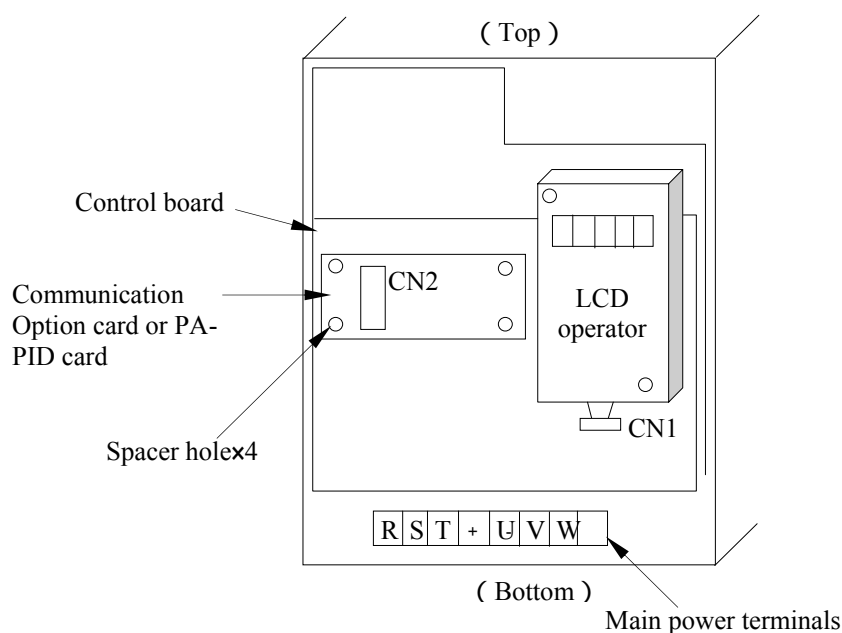 ( Top )
Control board
Communication
Option card or PA-
PID card
CN2
LCD
operator
CN1
Spacer hole×4
R S T + U- V W
( Bottom )
Main power terminals